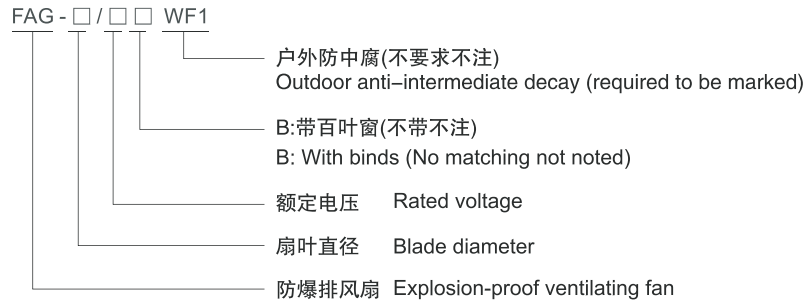 FAG-□/□□ WF1
户外防中腐(不要求不注)
Outdoor anti-intermediate decay (required to be marked)
B:带百叶窗(不带不注)
B: With binds (No matching not noted)
额定电压 Rated voltage
扇叶直径 Blade diameter
防爆排风扇 Explosion-proof ventilating fan